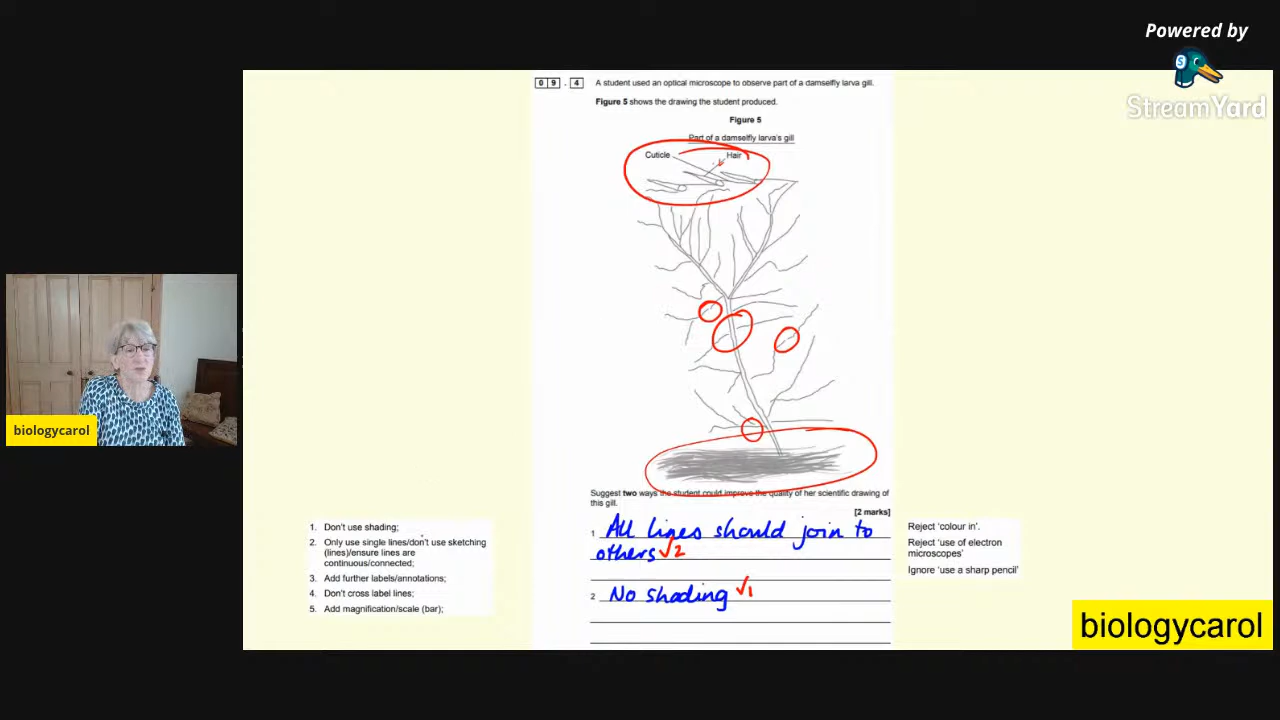 Powered by
StreamYard
0 9 . 4 A student used an optical microscope to observe part of a damselfly larva gill.
Figure 5 shows the drawing the student produced.
Figure 5
Part of a damselfly larva's gill
Cuticle
Hair
Suggest two ways the student could improve the quality of her scientific drawing of
this gill.
[2 marks]
1 All lines should join to
others √2
2 No shading √1
1. Don't use shading;
2. Only use single lines/don't use sketching
(lines)/ensure lines are
continuous/connected;
3. Add further labels/annotations;
4. Don't cross label lines;
5. Add magnification/scale (bar);
Reject 'colour in'.
Reject 'use of electron
microscopes'
Ignore 'use a sharp pencil'
biologycarol
biologycarol